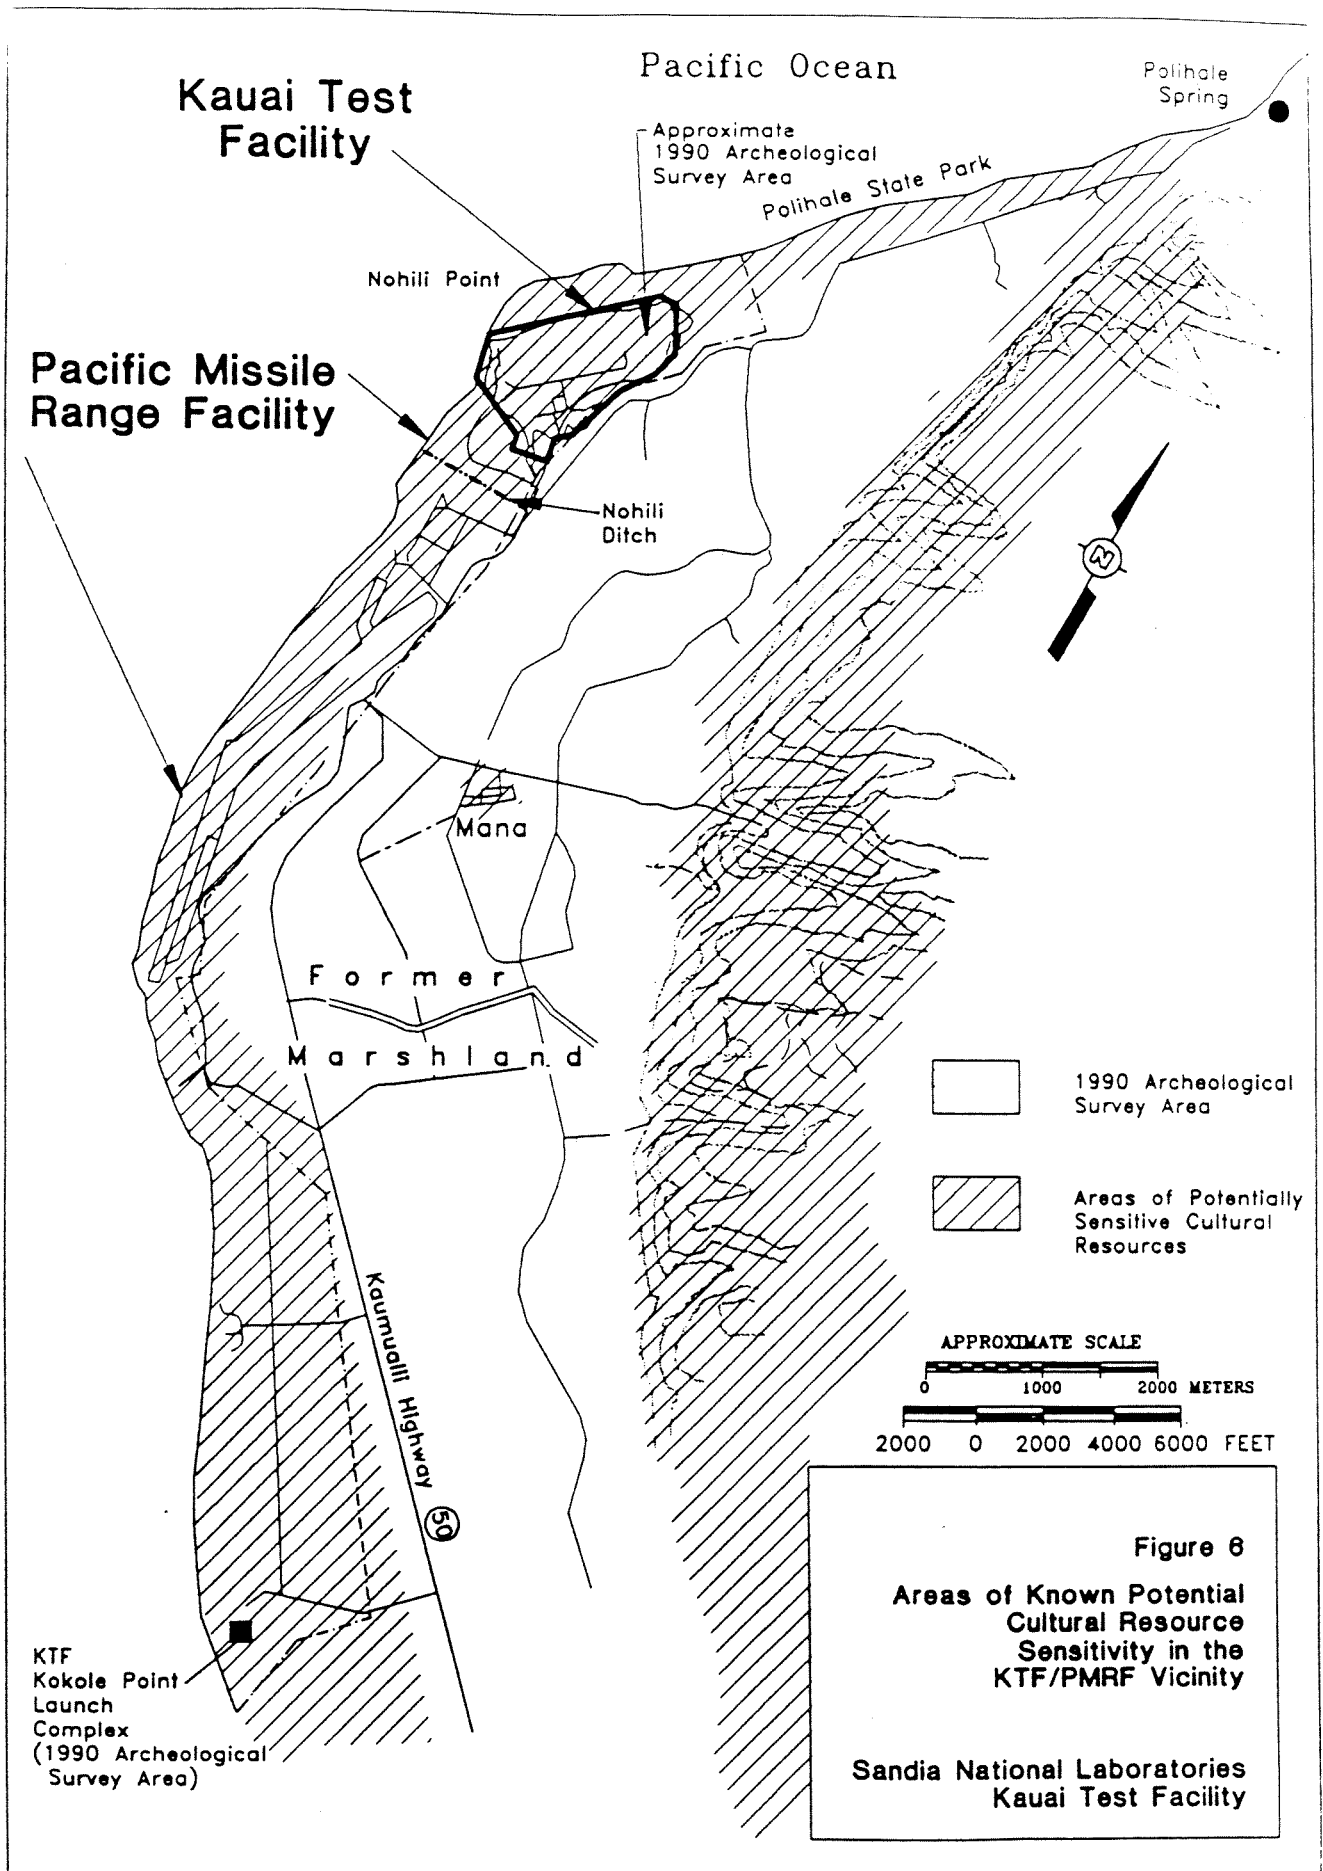 Pacific Ocean
Polihale
Spring
Kauai Test
Facility
Approximate
1990 Archeological
Survey Area
Polihale State Park
Nohili Point
Pacific Missile
Range Facility
Nohili
Ditch
N
Mana
Former
Marshland
1990 Archeological
Survey Area
Areas of Potentially
Sensitive Cultural
Resources
Kaumualii Highway
50
APPROXIMATE SCALE
0 1000 2000 METERS
2000 0 2000 4000 6000 FEET
KTF
Kokole Point
Launch
Complex
(1990 Archeological
Survey Area)
Figure 6
Areas of Known Potential
Cultural Resource
Sensitivity in the
KTF/PMRF Vicinity
Sandia National Laboratories
Kauai Test Facility